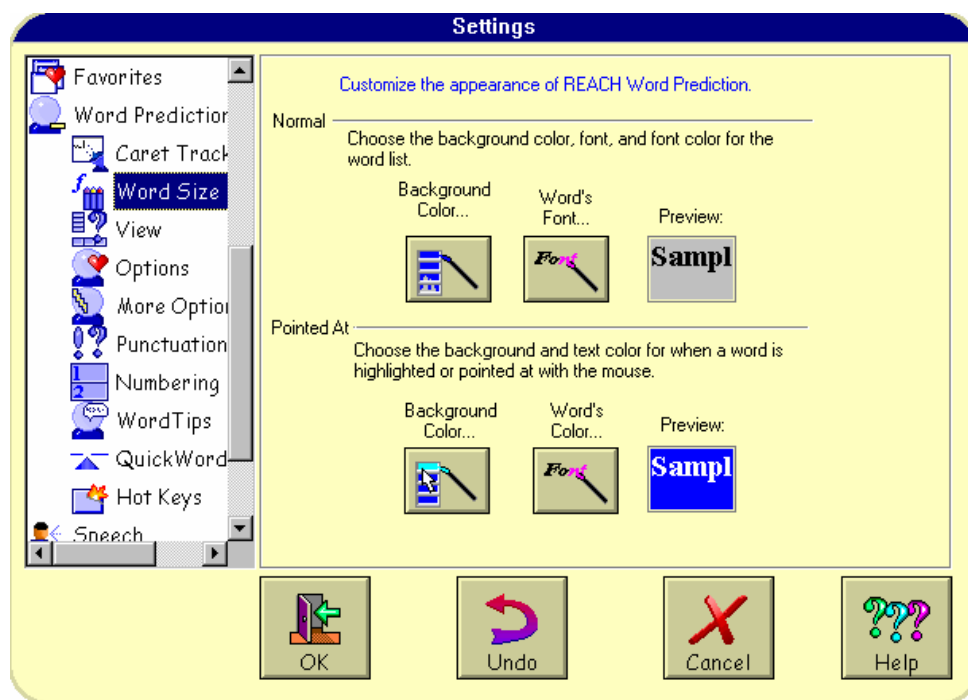 Settings
Favorites
Word Prediction
Caret Track
Word Size
View
Options
More Option
Punctuation
Numbering
WordTips
QuickWord
Hot Keys
Speech
Customize the appearance of REACH Word Prediction.
Normal
Choose the background color, font, and font color for the
word list.
Background
Color...
Word's
Font...
Preview:
Font
Sampl
Pointed At
Choose the background and text color for when a word is
highlighted or pointed at with the mouse.
Background
Color...
Word's
Color...
Preview:
Font
Sampl
OK
Undo
Cancel
Help